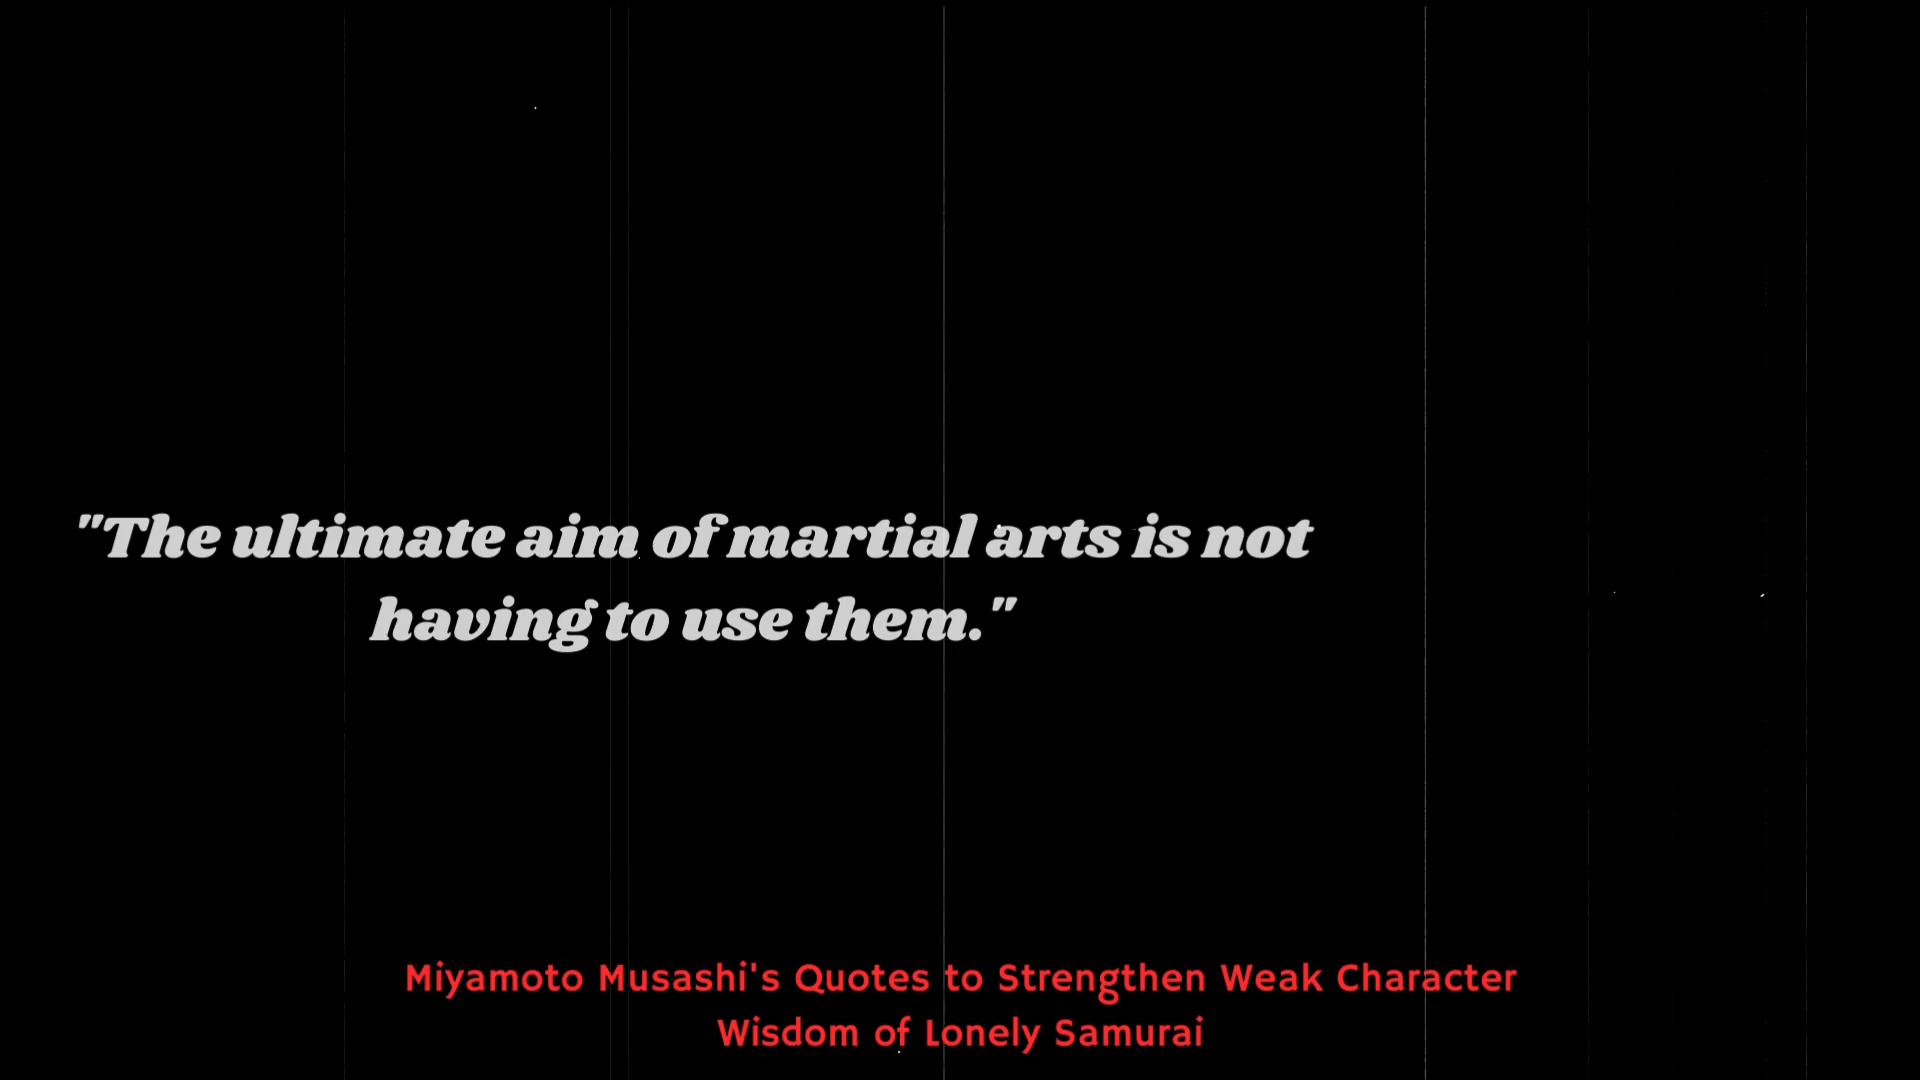 "The ultimate aim of martial arts is not
having to use them."
Miyamoto Musashi's Quotes to Strengthen Weak Character
Wisdom of Lonely Samurai